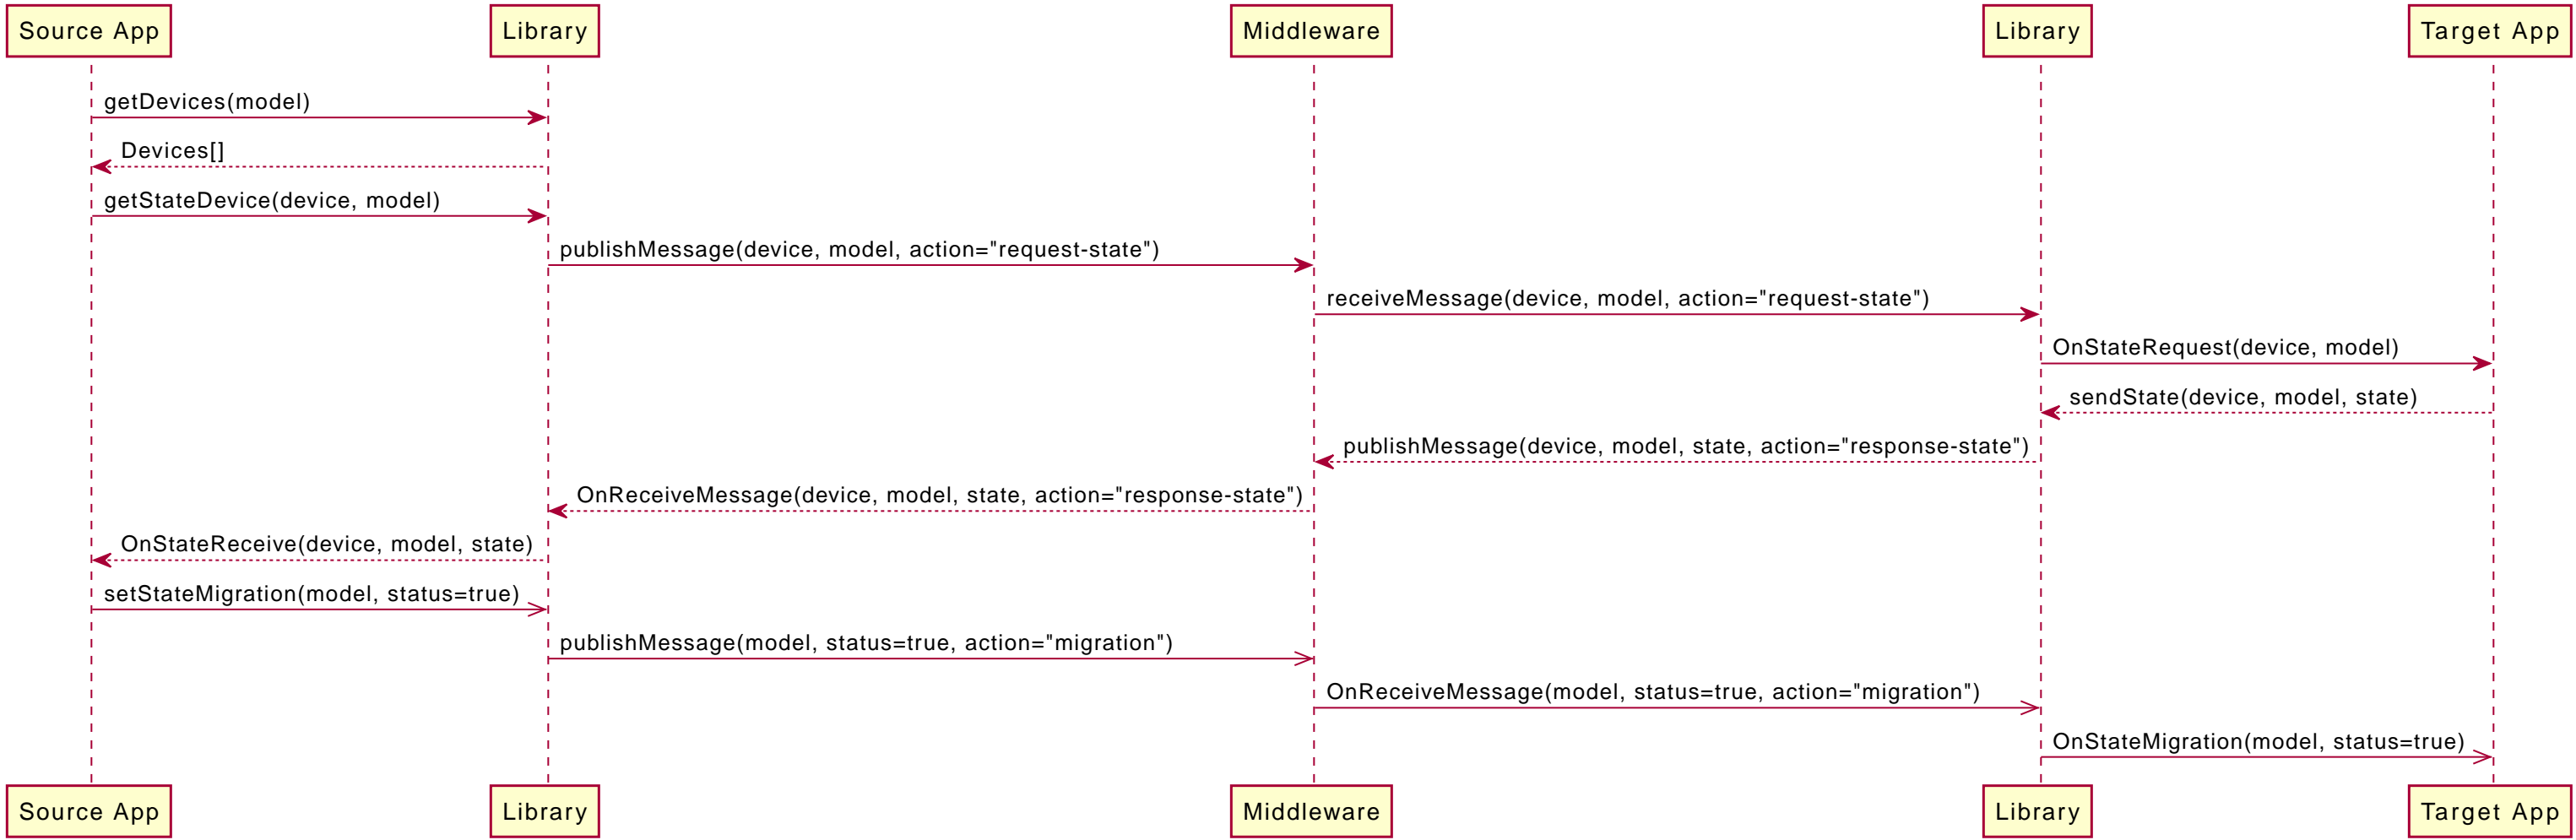 Source App
Library
Middleware
Library
Target App
getDevices(model)
Devices[]
getStateDevice(device, model)
publishMessage(device, model, action="request-state")
receiveMessage(device, model, action="request-state")
OnStateRequest(device, model)
sendState(device, model, state)
publishMessage(device, model, state, action="response-state")
OnReceiveMessage(device, model, state, action="response-state")
OnStateReceive(device, model, state)
setStateMigration(model, status=true)
publishMessage(model, status=true, action="migration")
OnReceiveMessage(model, status=true, action="migration")
OnStateMigration(model, status=true)
Source App
Library
Middleware
Library
Target App